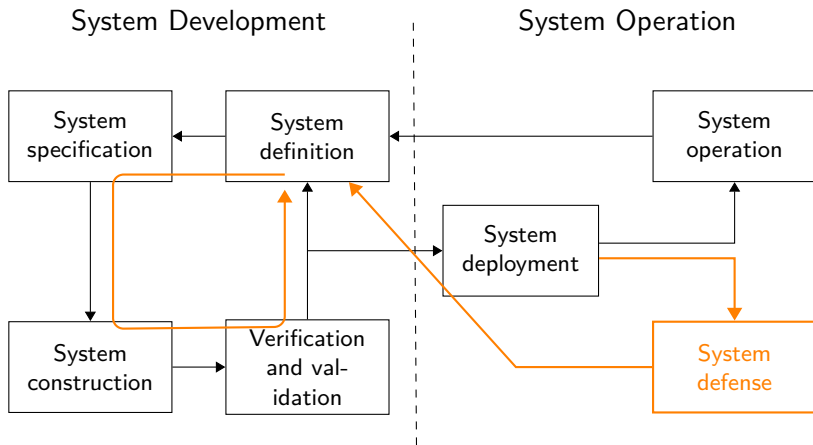 System Development
System Operation
System
specification
System
definition
System
operation
System
deployment
System
construction
Verification
and val-
idation
System
defense